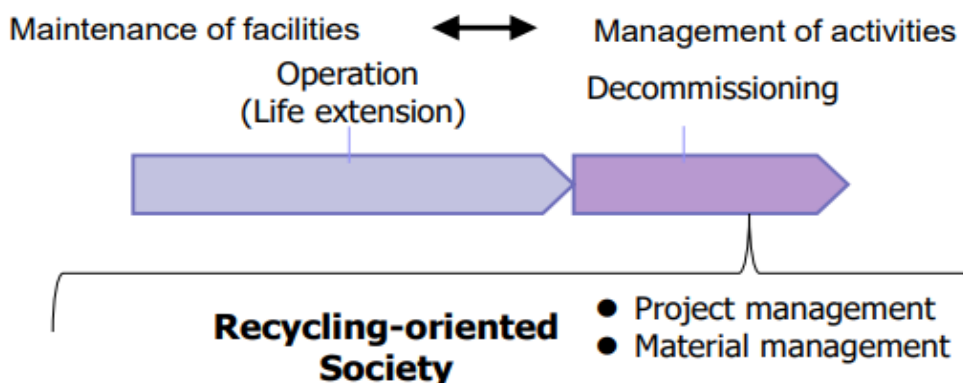 Maintenance of facilities
Management of activities
Operation
(Life extension)
Decommissioning
Recycling-oriented
Society
● Project management
● Material management